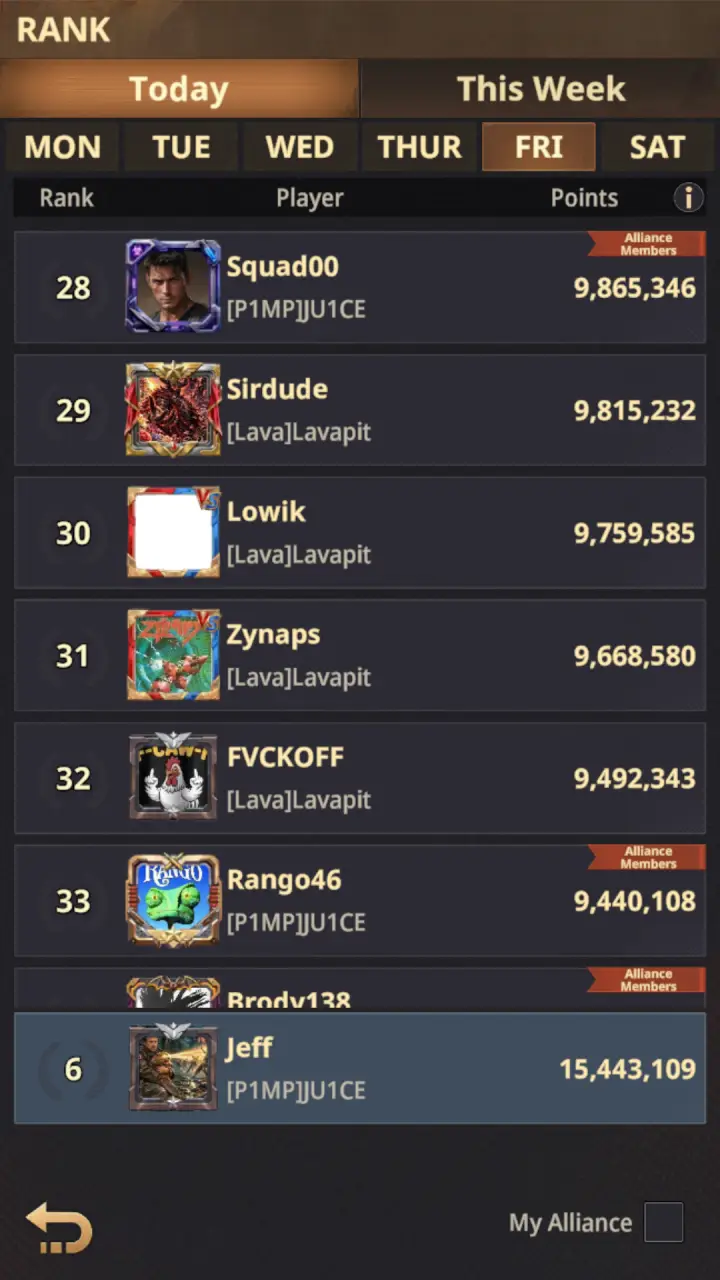 RANK
Today
This Week
MON TUE WED THUR FRI SAT
Rank Player Points i
Alliance Members
28 Squad00 9,865,346
[P1MP]JU1CE
29 Sirdude 9,815,232
[Lava]Lavapit
30 Lowik 9,759,585
[Lava]Lavapit
31 Zynaps 9,668,580
[Lava]Lavapit
32 FVCKOFF 9,492,343
[Lava]Lavapit
Alliance Members
RANGO
33 Rango46 9,440,108
[P1MP]JU1CE
Alliance Members
Brody138
6 Jeff 15,443,109
[P1MP]JU1CE
My Alliance